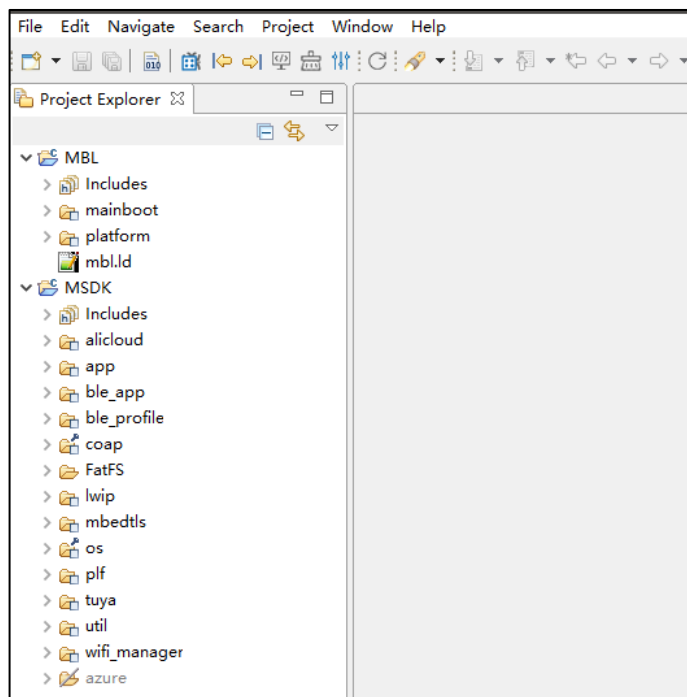 File Edit Navigate Search Project Window Help
010
Project Explorer
MBL
Includes
mainboot
platform
mbl.ld
MSDK
Includes
alicloud
app
ble_app
ble_profile
coap
FatFS
lwip
mbedtls
os
plf
tuya
util
wifi_manager
azure